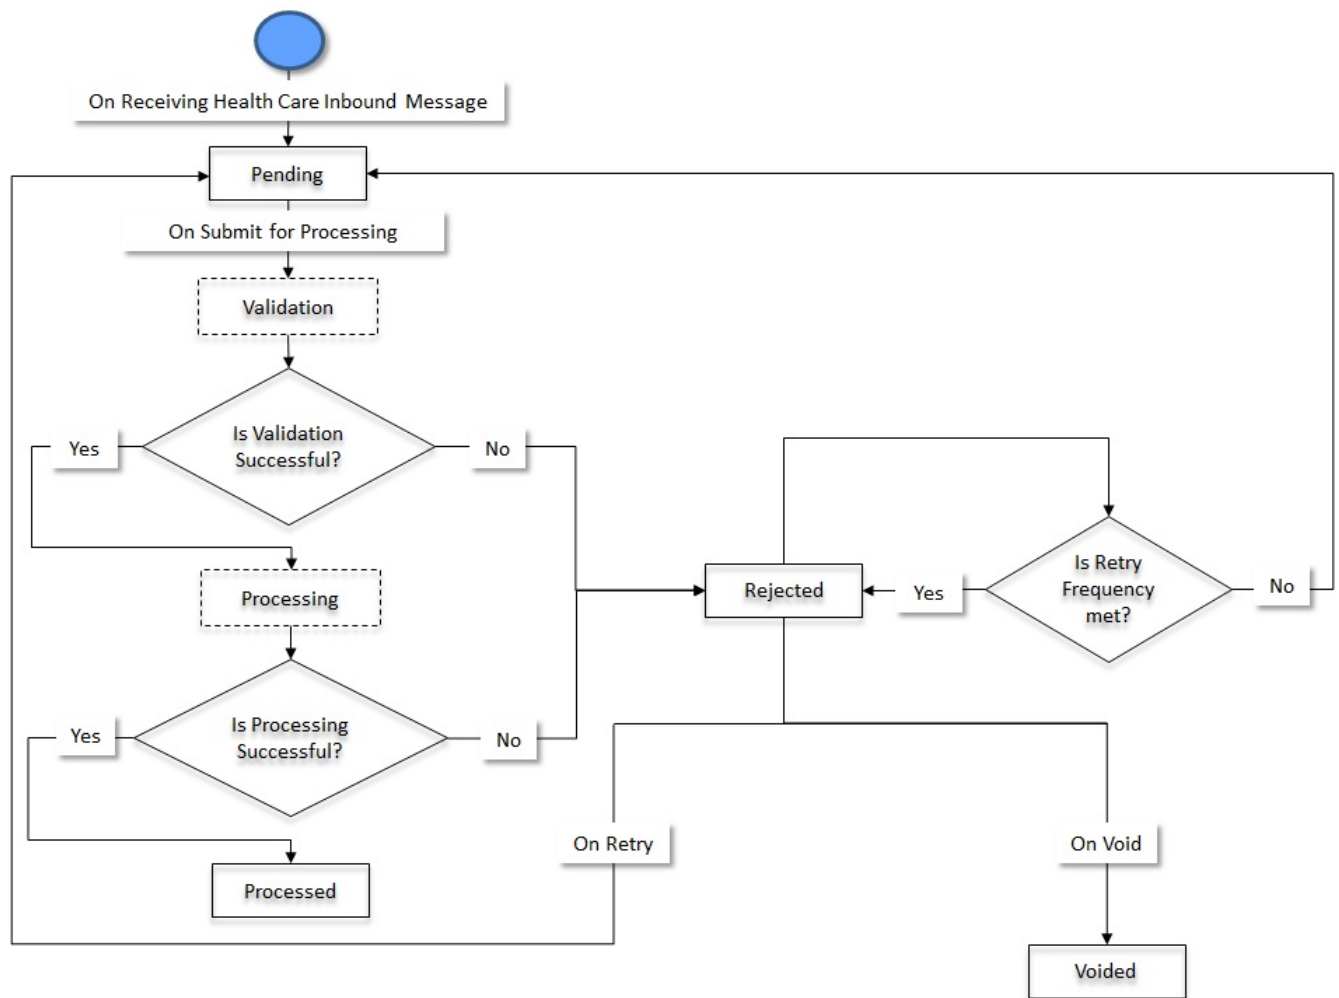 On Receiving Health Care Inbound Message
Pending
On Submit for Processing
Validation
Is Validation
Successful?
Yes
No
Processing
Is Processing
Successful?
Yes
No
Processed
Rejected
Is Retry
Frequency
met?
Yes
No
On Retry
On Void
Voided